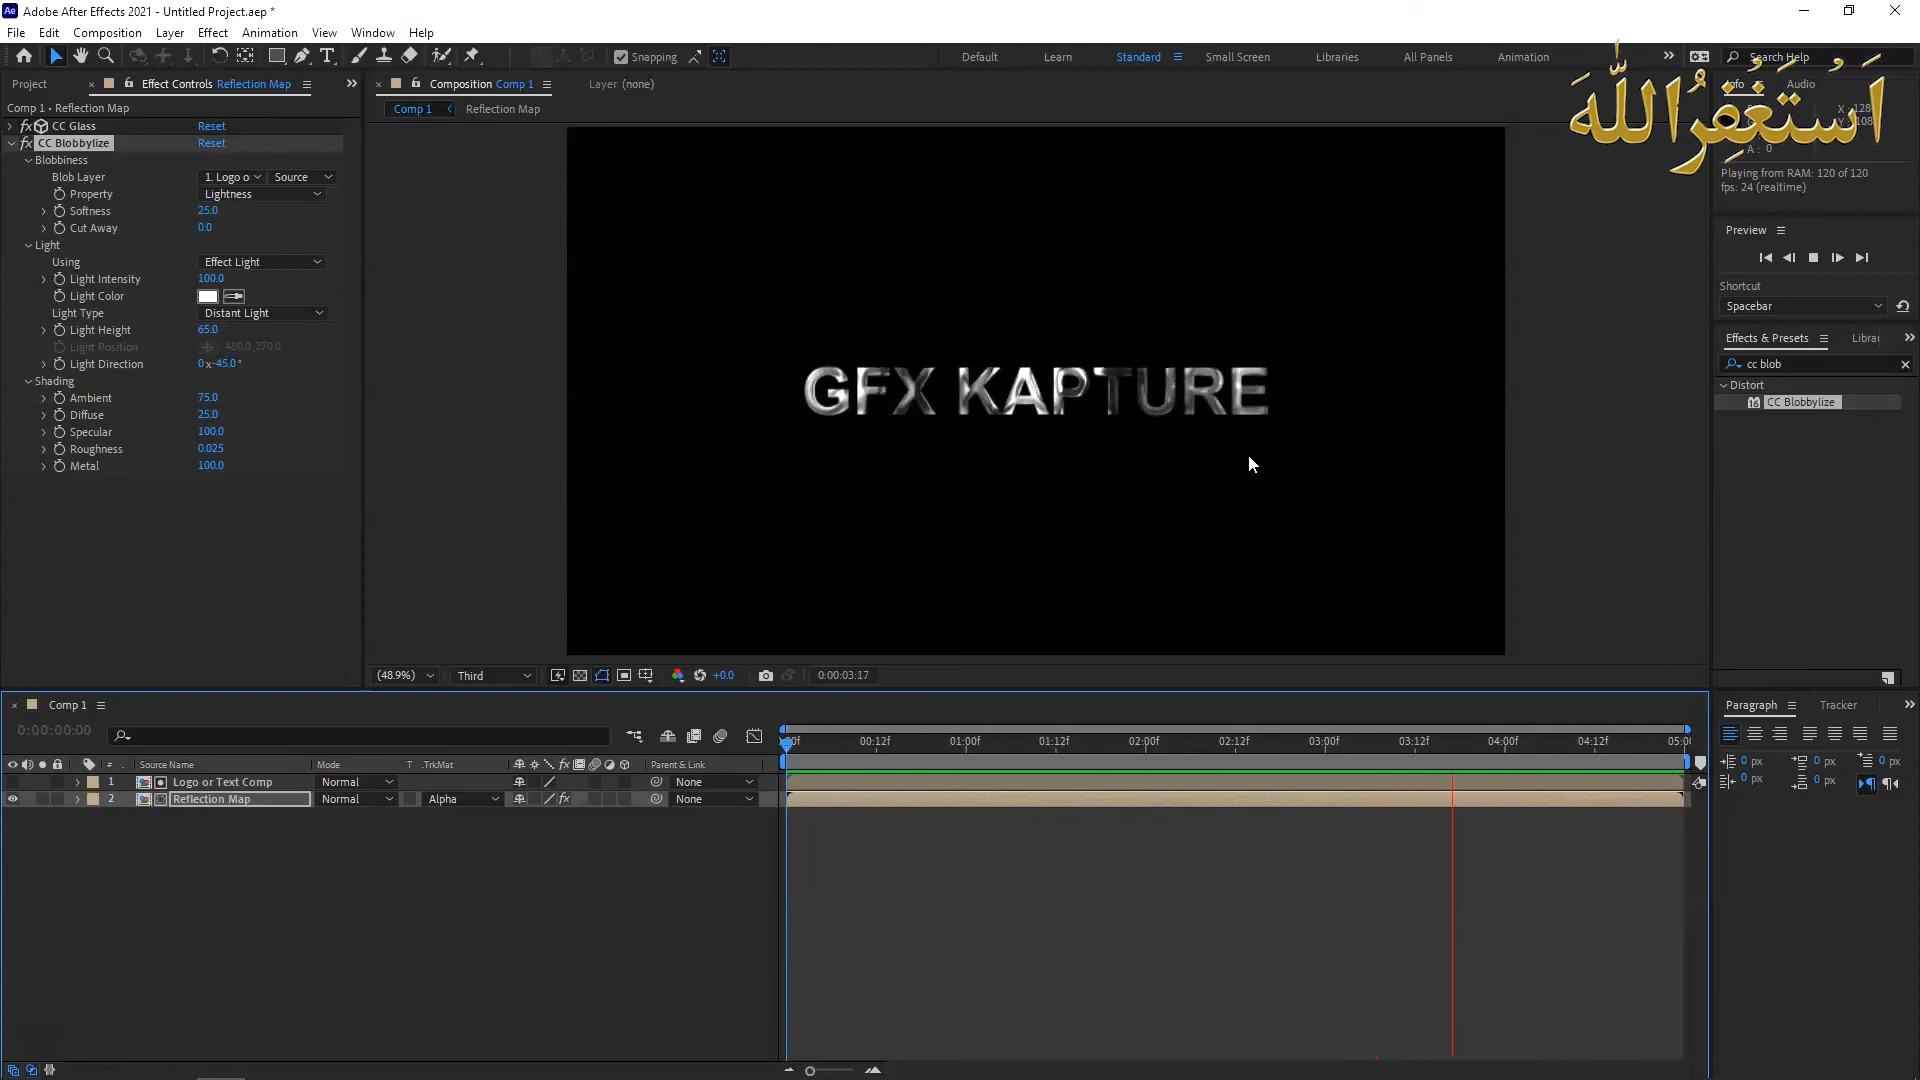 Adobe After Effects 2021 - Untitled Project.aep *
File Edit Composition Layer Effect Animation View Window Help
Snapping Default Learn Standard Small Screen Libraries All Panels Animation Search Help
Project Effect Controls Reflection Map
Comp 1 • Reflection Map
fx CC Glass Reset
fx CC Blobbylize Reset
Blobbiness
Blob Layer 1. Logo o Source
Property Lightness
Softness 25.0
Cut Away 0.0
Light
Using Effect Light
Light Intensity 100.0
Light Color
Light Type Distant Light
Light Height 65.0
Light Position 480.0,270.0
Light Direction 0 x-45.0°
Shading
Ambient 75.0
Diffuse 25.0
Specular 100.0
Roughness 0.025
Metal 100.0
Composition Comp 1 Layer (none)
Comp 1 Reflection Map
GFX KAPTURE
(48.9%) Third +0.0 0:00:03:17
اَسْتَغْفِرُاللّٰهَ
Audio
A: 0
Playing from RAM: 120 of 120
fps: 24 (realtime)
Preview
Shortcut
Spacebar
Effects & Presets Librar
cc blob
Distort
CC Blobbylize
Comp 1
0:00:00:00
00:12f 01:00f 01:12f 02:00f 02:12f 03:00f 03:12f 04:00f 04:12f
# Source Name Mode T .TrkMat Parent & Link
1 Logo or Text Comp Normal None
2 Reflection Map Normal Alpha fx None
Paragraph Tracker
0 px 0 px 0 px
0 px 0 px